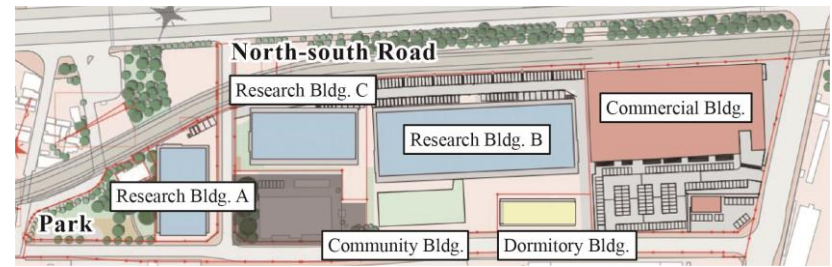 North-south Road
Research Bldg. C
Commercial Bldg.
Research Bldg. B
Research Bldg. A
Park
Community Bldg.
Dormitory Bldg.